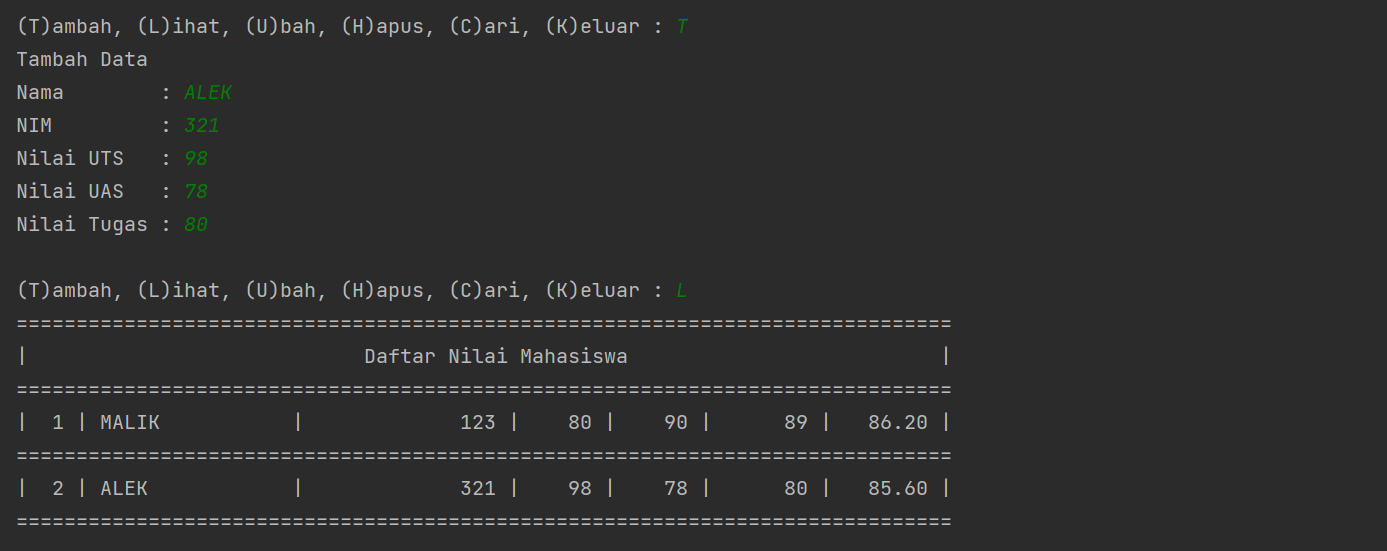 (T)ambah, (L)ihat, (U)bah, (H)apus, (C)ari, (K)eluar : T
Tambah Data
Nama        : ALEK
NIM         : 321
Nilai UTS   : 98
Nilai UAS   : 78
Nilai Tugas : 80

(T)ambah, (L)ihat, (U)bah, (H)apus, (C)ari, (K)eluar : L
==============================================================================
|                            Daftar Nilai Mahasiswa                          |
==============================================================================
|  1 | MALIK           |             123 |    80 |    90 |      89 |   86.20 |
==============================================================================
|  2 | ALEK            |             321 |    98 |    78 |      80 |   85.60 |
==============================================================================